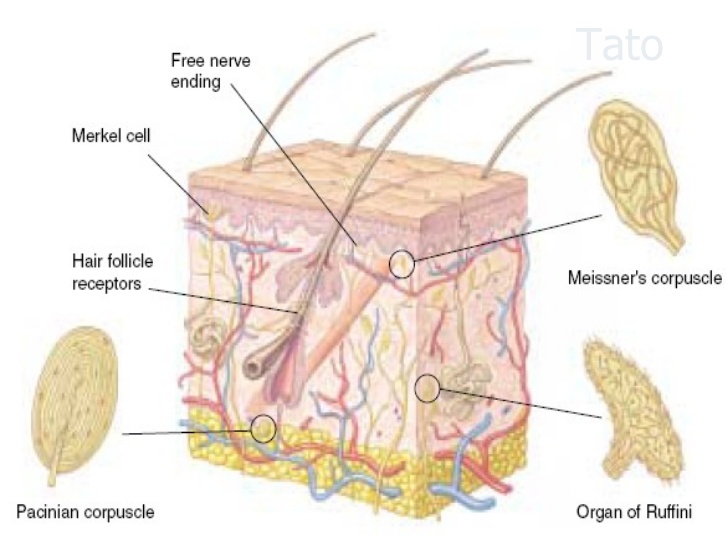 Tato
Free nerve
ending
Merkel cell
Hair follicle
receptors
Meissner's corpuscle
Pacinian corpuscle
Organ of Ruffini